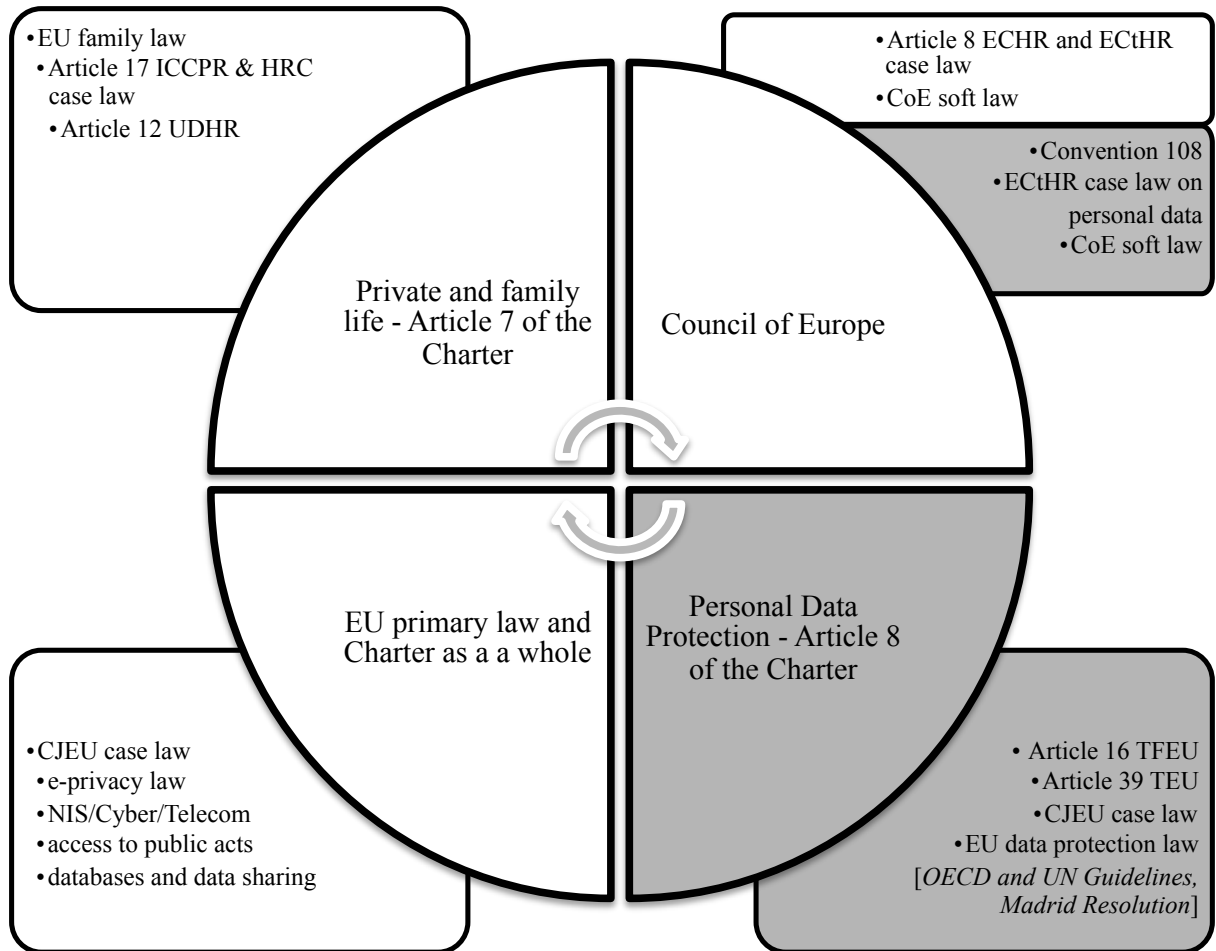 •EU family law
•Article 17 ICCPR & HRC
case law
•Article 12 UDHR
•Article 8 ECHR and ECtHR
case law
•CoE soft law
•Convention 108
•ECtHR case law on
personal data
•CoE soft law
Private and family
life - Article 7 of the
Charter
Council of Europe
EU primary law and
Charter as a a whole
Personal Data
Protection - Article 8
of the Charter
•CJEU case law
•e-privacy law
•NIS/Cyber/Telecom
•access to public acts
•databases and data sharing
• Article 16 TFEU
•Article 39 TEU
•CJEU case law
•EU data protection law
[OECD and UN Guidelines,
Madrid Resolution]